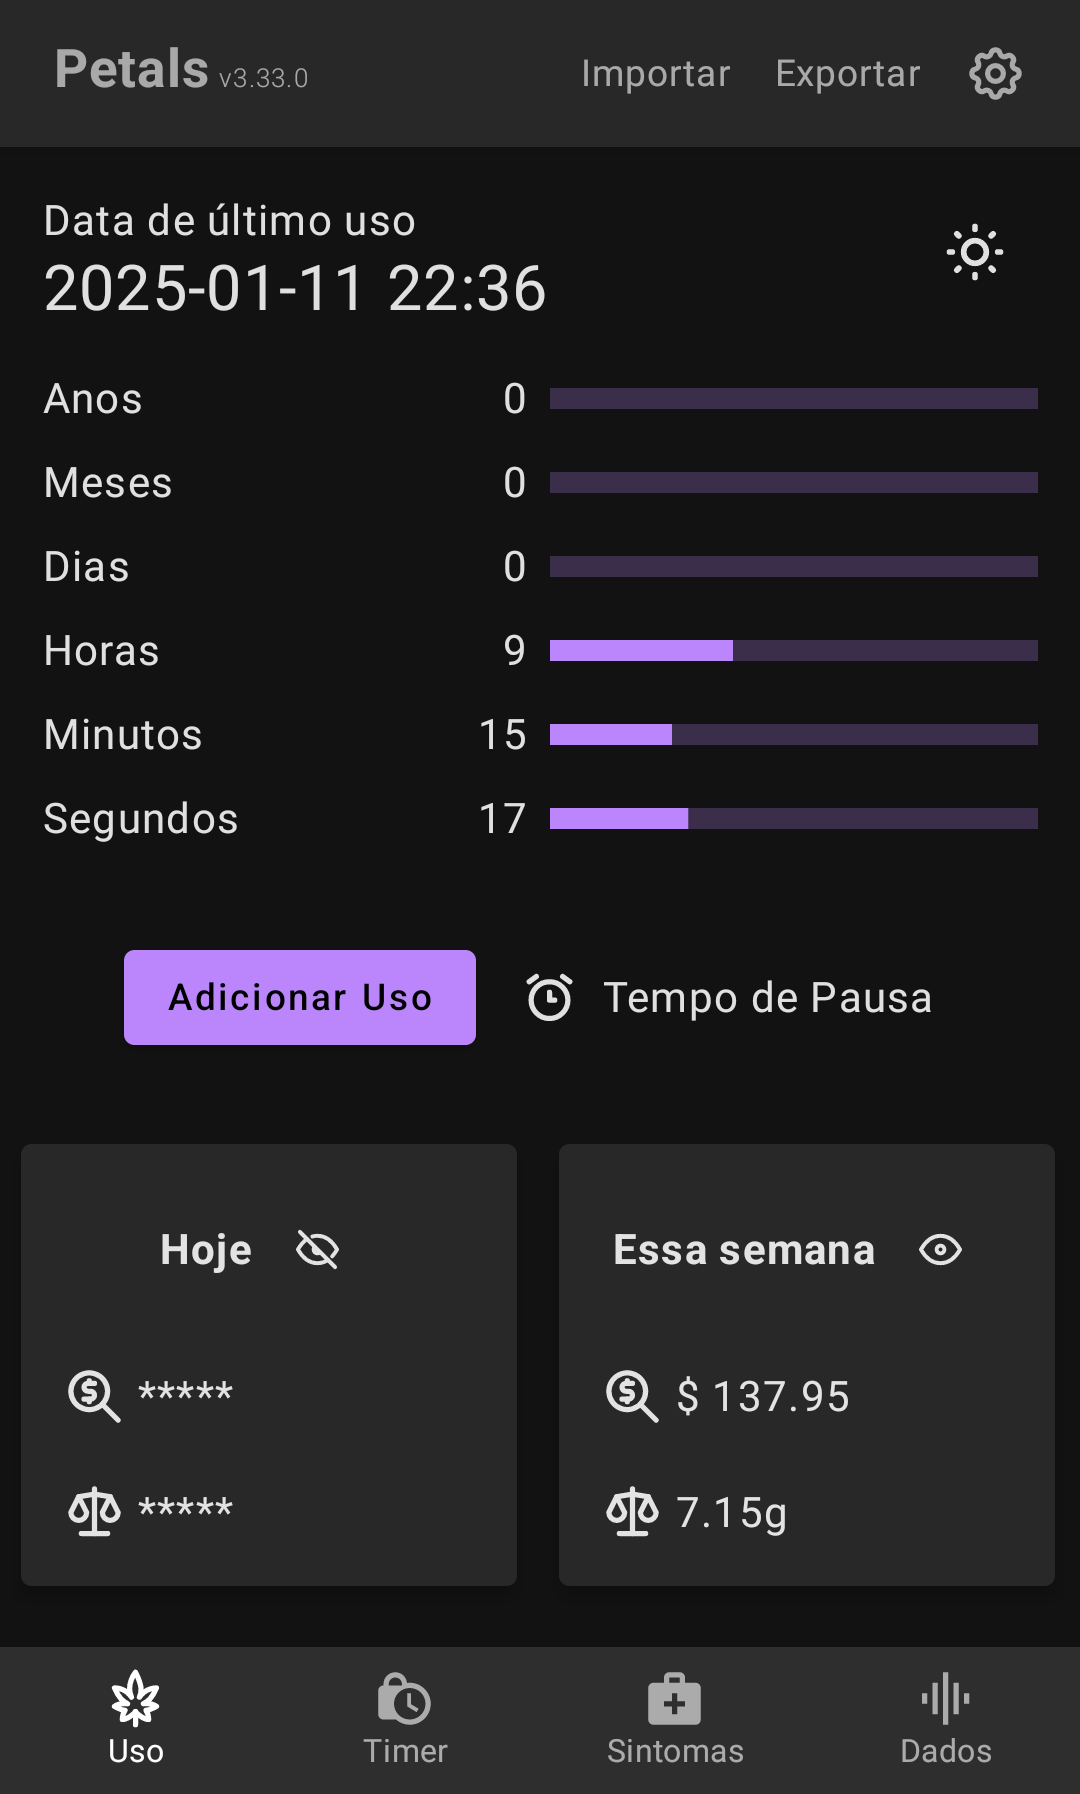 Petals v3.33.0 Importar Exportar
Data de último uso
2025-01-11 22:36
Anos 0
Meses 0
Dias 0
Horas 9
Minutos 15
Segundos 17
Adicionar Uso Tempo de Pausa
Hoje Essa semana
***** $ 137.95
***** 7.15g
Uso Timer Sintomas Dados